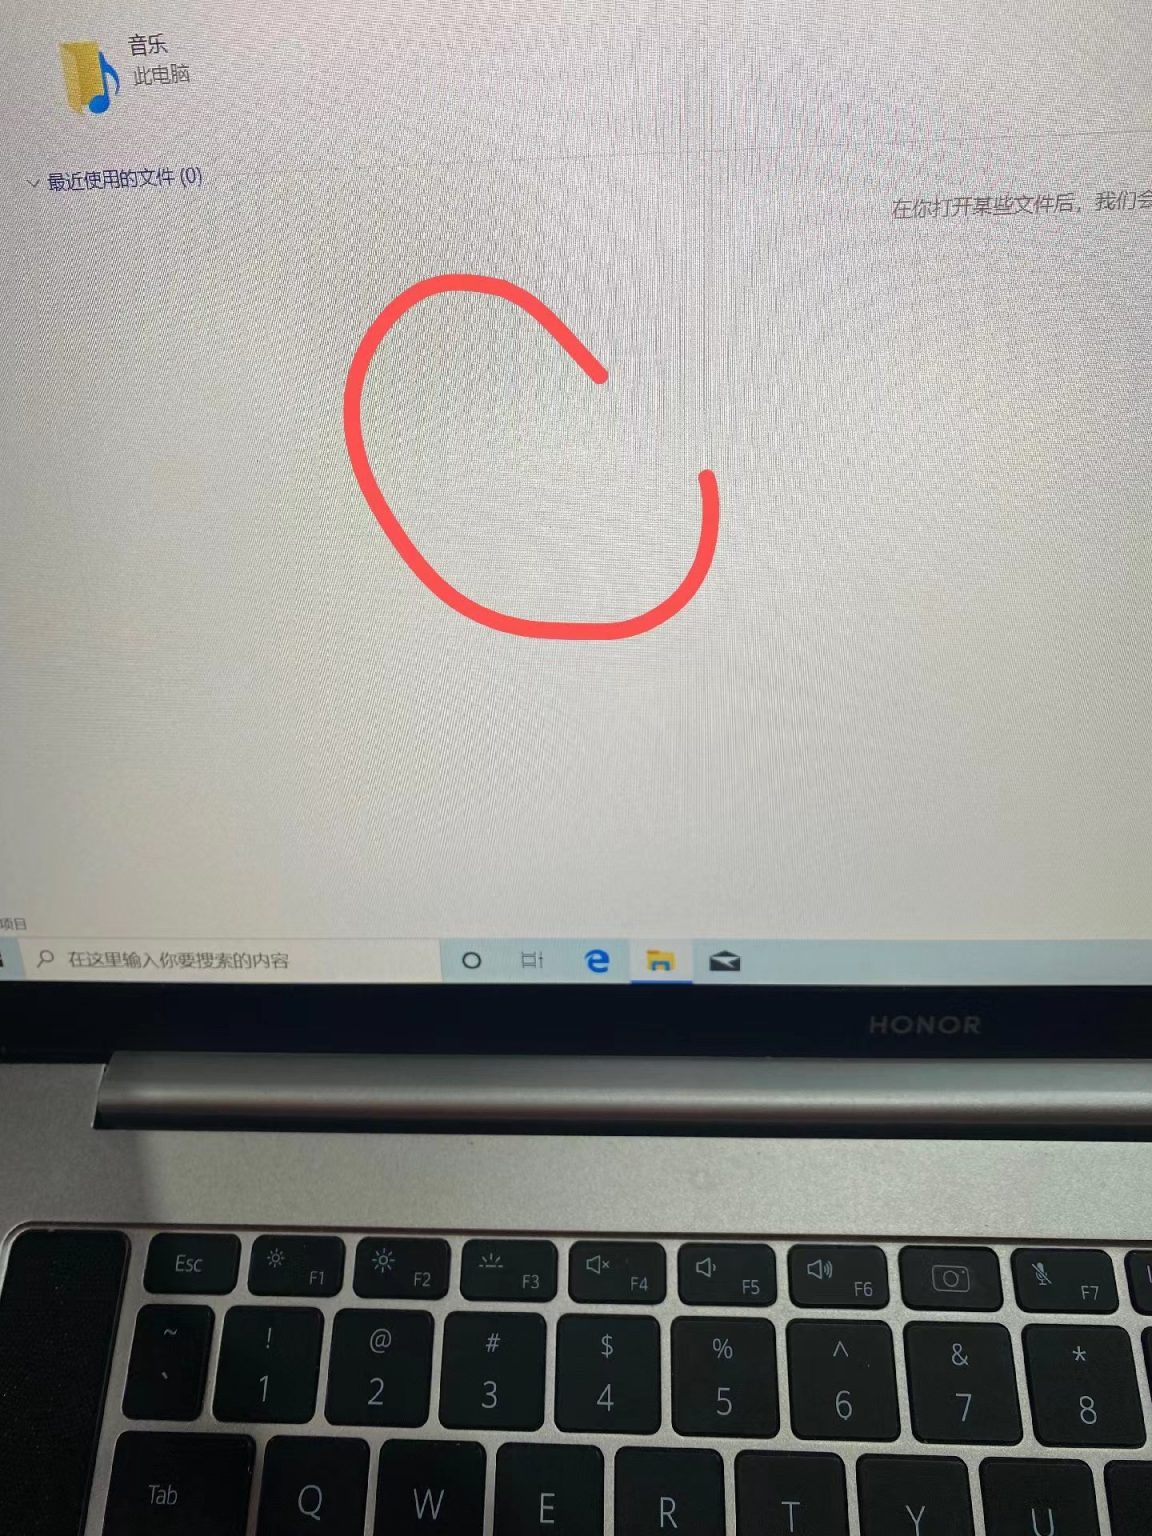 音乐
此电脑
最近使用的文件 (0)
在你打开某些文件后，我们会
项目
在这里输入你要搜索的内容
HONOR
Esc F1 F2 F3 F4 F5 F6 F7
~ ! @ # $ % ^ & *
` 1 2 3 4 5 6 7 8
Tab Q W E R T Y U